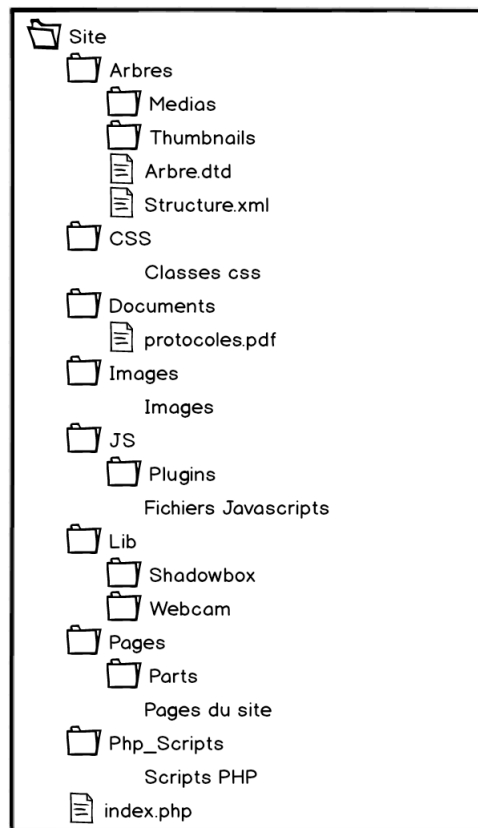 Site
Arbres
Medias
Thumbnails
Arbre.dtd
Structure.xml
CSS
Classes css
Documents
protocoles.pdf
Images
Images
JS
Plugins
Fichiers Javascripts
Lib
Shadowbox
Webcam
Pages
Parts
Pages du site
Php_Scripts
Scripts PHP
index.php